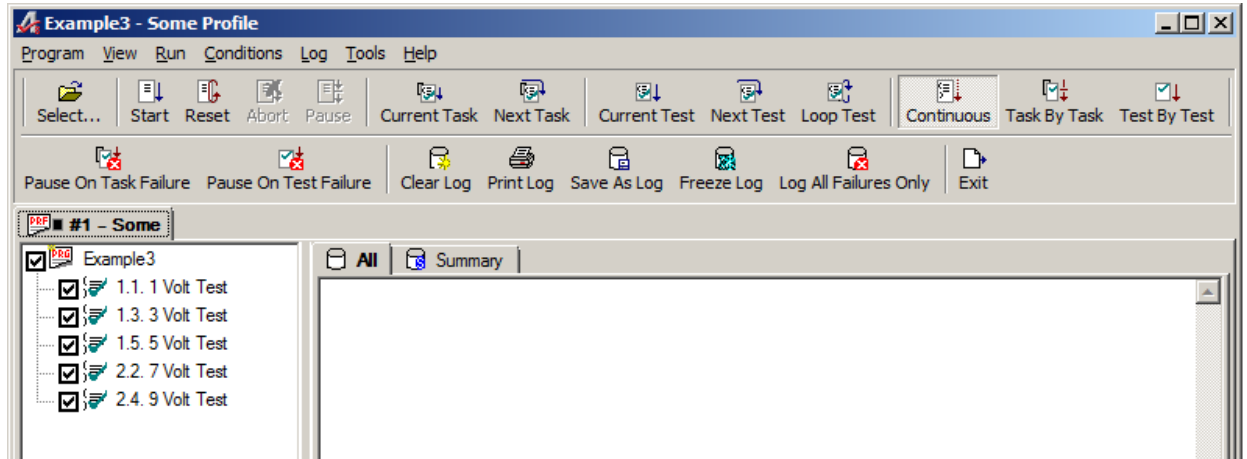 Example3 - Some Profile
Program View Run Conditions Log Tools Help
Select... Start Reset Abort Pause Current Task Next Task Current Test Next Test Loop Test Continuous Task By Task Test By Test
Pause On Task Failure Pause On Test Failure Clear Log Print Log Save As Log Freeze Log Log All Failures Only Exit
PRF #1 – Some
PRG Example3 All Summary
1.1. 1 Volt Test
1.3. 3 Volt Test
1.5. 5 Volt Test
2.2. 7 Volt Test
2.4. 9 Volt Test